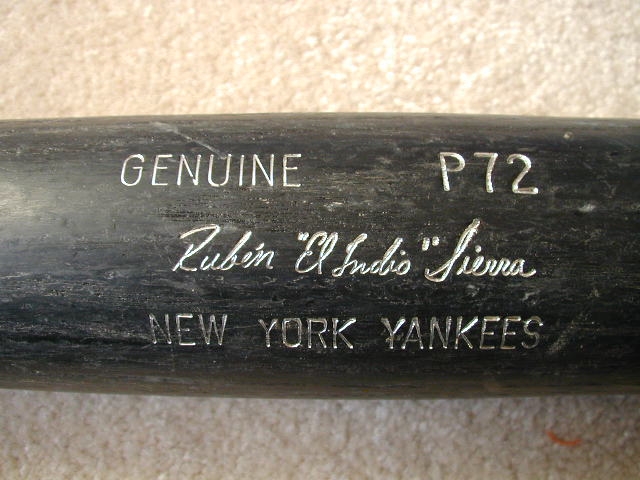 GENUINE P72
Rubén "El Indio" Sierra
NEW YORK YANKEES